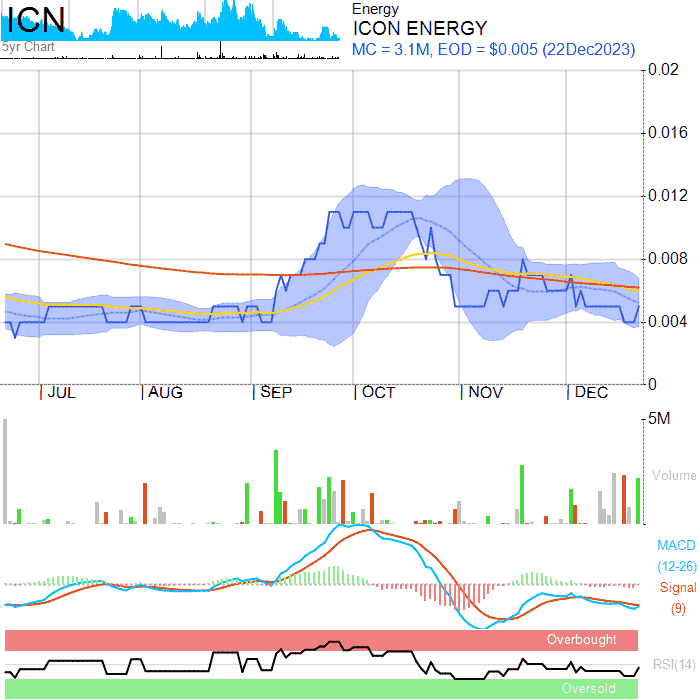 ICN
5yr Chart
Energy
ICON ENERGY
MC = 3.1M, EOD = $0.005 (22Dec2023)
0.02
0.016
0.012
0.008
0.004
0
JUL AUG SEP OCT NOV DEC
5M
Volume
MACD
(12-26)
Signal
(9)
Overbought
RSI(14)
Oversold